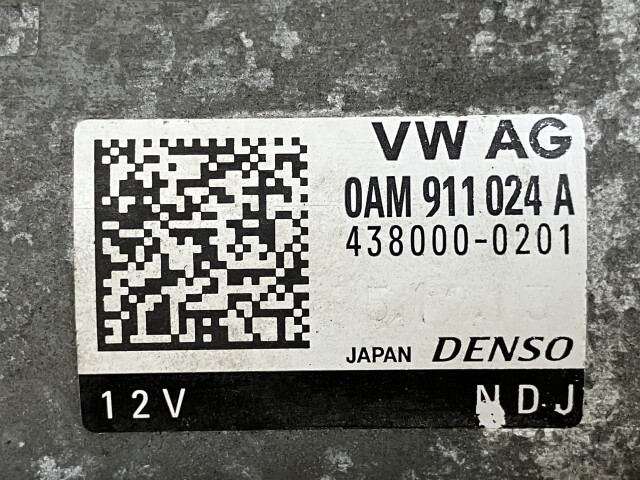 VW AG
0AM 911 024 A
438000-0201
JAPAN DENSO
12V NDJ